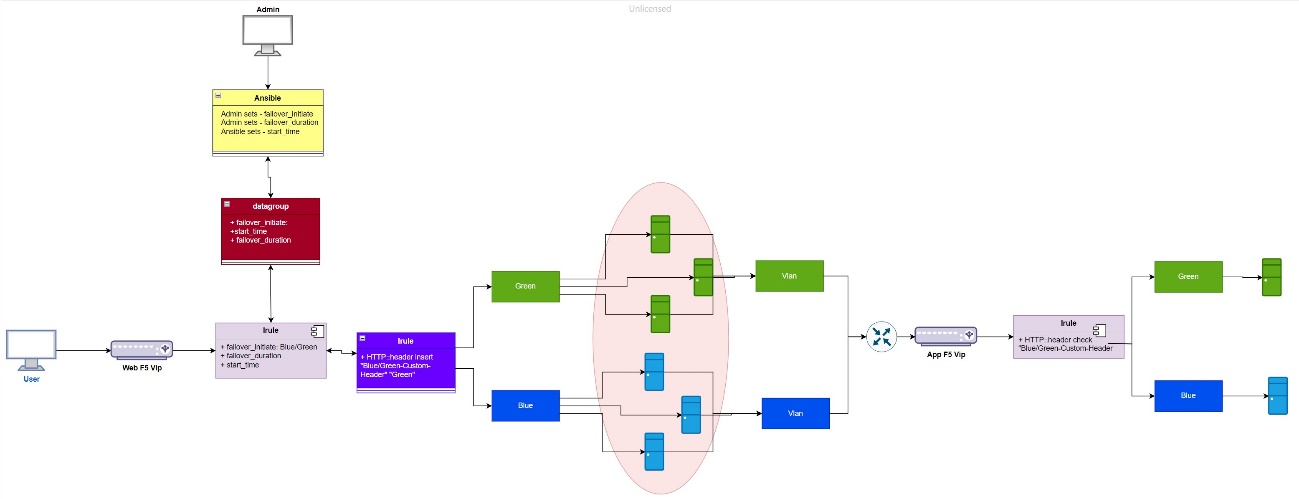 Unlicensed
Admin
Ansible
Admin sets - failover_initiate
Admin sets - failover_duration
Ansible sets - start_time
datagroup
+ failover_initiate:
+start_time
+ failover_duration
User
Web F5 Vip
Irule
+ failover_Initiate: Blue/Green
+ failover_duration
+ start_time
Irule
+ HTTP::header insert
"Blue/Green-Custom-
Header" "Green"
Green
Blue
Vlan
Vlan
App F5 Vip
Irule
+ HTTP::header check
"Blue/Green-Custom-Header
Green
Blue